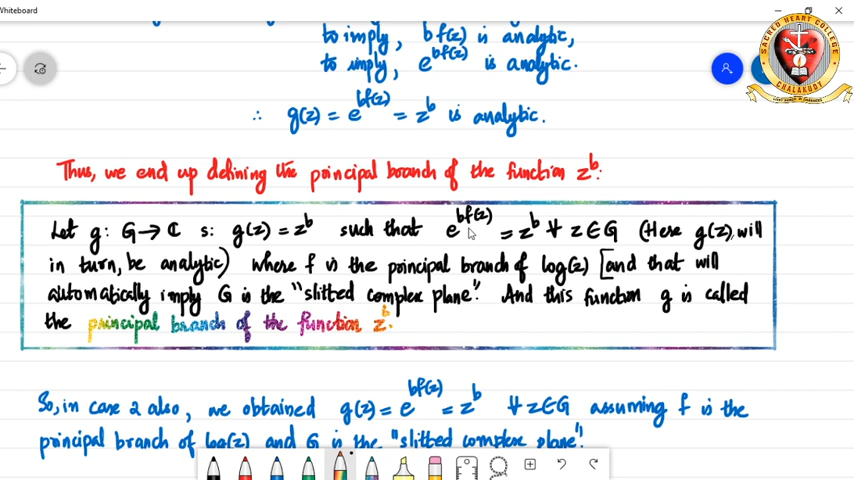 Whiteboard
to imply, bf(z) is analytic,
to imply, e^{bf(z)} is analytic.
∴ g(z) = e^{bf(z)} = z^b is analytic.
Thus, we end up defining the principal branch of the function z^b:
Let g: G → ℂ s: g(z) = z^b such that e^{bf(z)} = z^b ∀ z ∈ G (Here g(z), will
in turn, be analytic) where f is the principal branch of log(z) [and that will
automatically imply G is the "slitted complex plane". And this function g is called
the principal branch of the function z^b.
So, in case 2 also, we obtained g(z) = e^{bf(z)} = z^b ∀ z ∈ G assuming f is the
principal branch of log(z) and G is the "slitted complex plane".
SACRED HEART COLLEGE
CHALAKUDY